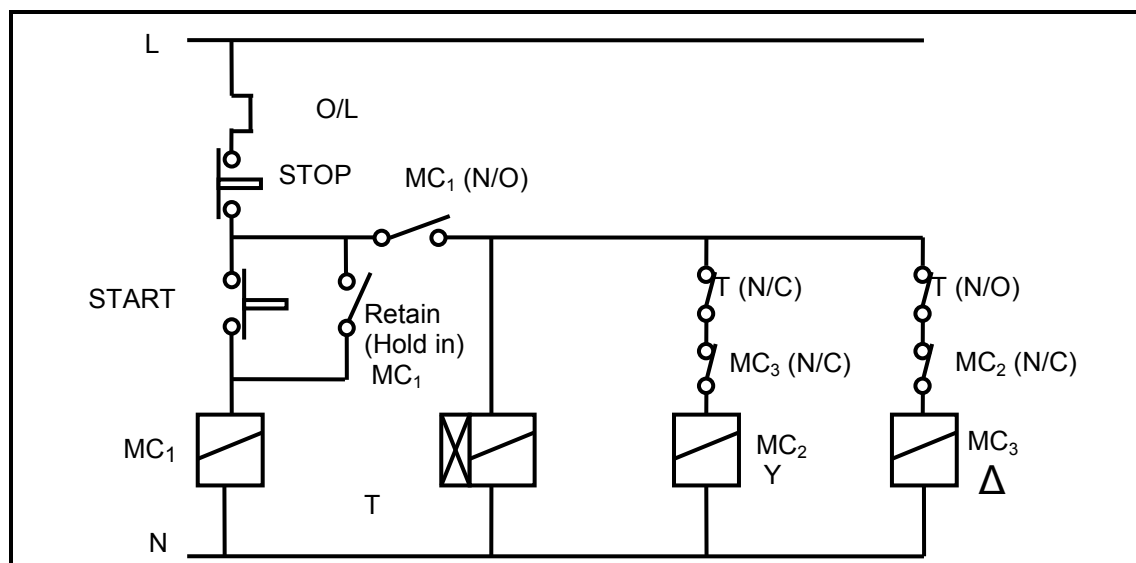 L
O/L
STOP
MC₁ (N/O)
START
Retain
(Hold in)
MC₁
T (N/C)
T (N/O)
MC₃ (N/C)
MC₂ (N/C)
MC₁
T
MC₂
Y
MC₃
Δ
N